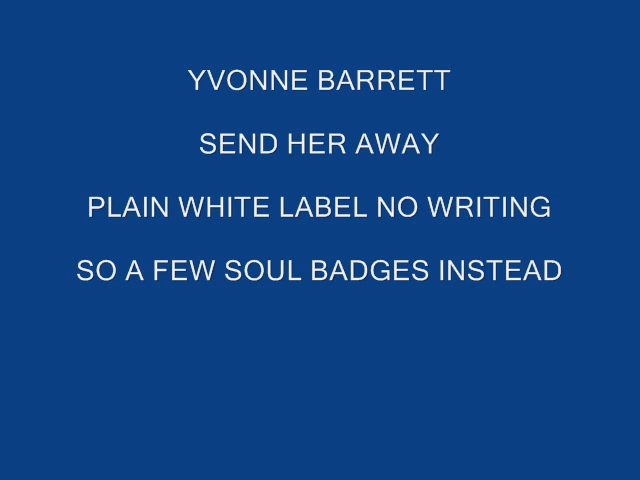 YVONNE BARRETT
SEND HER AWAY
PLAIN WHITE LABEL NO WRITING
SO A FEW SOUL BADGES INSTEAD